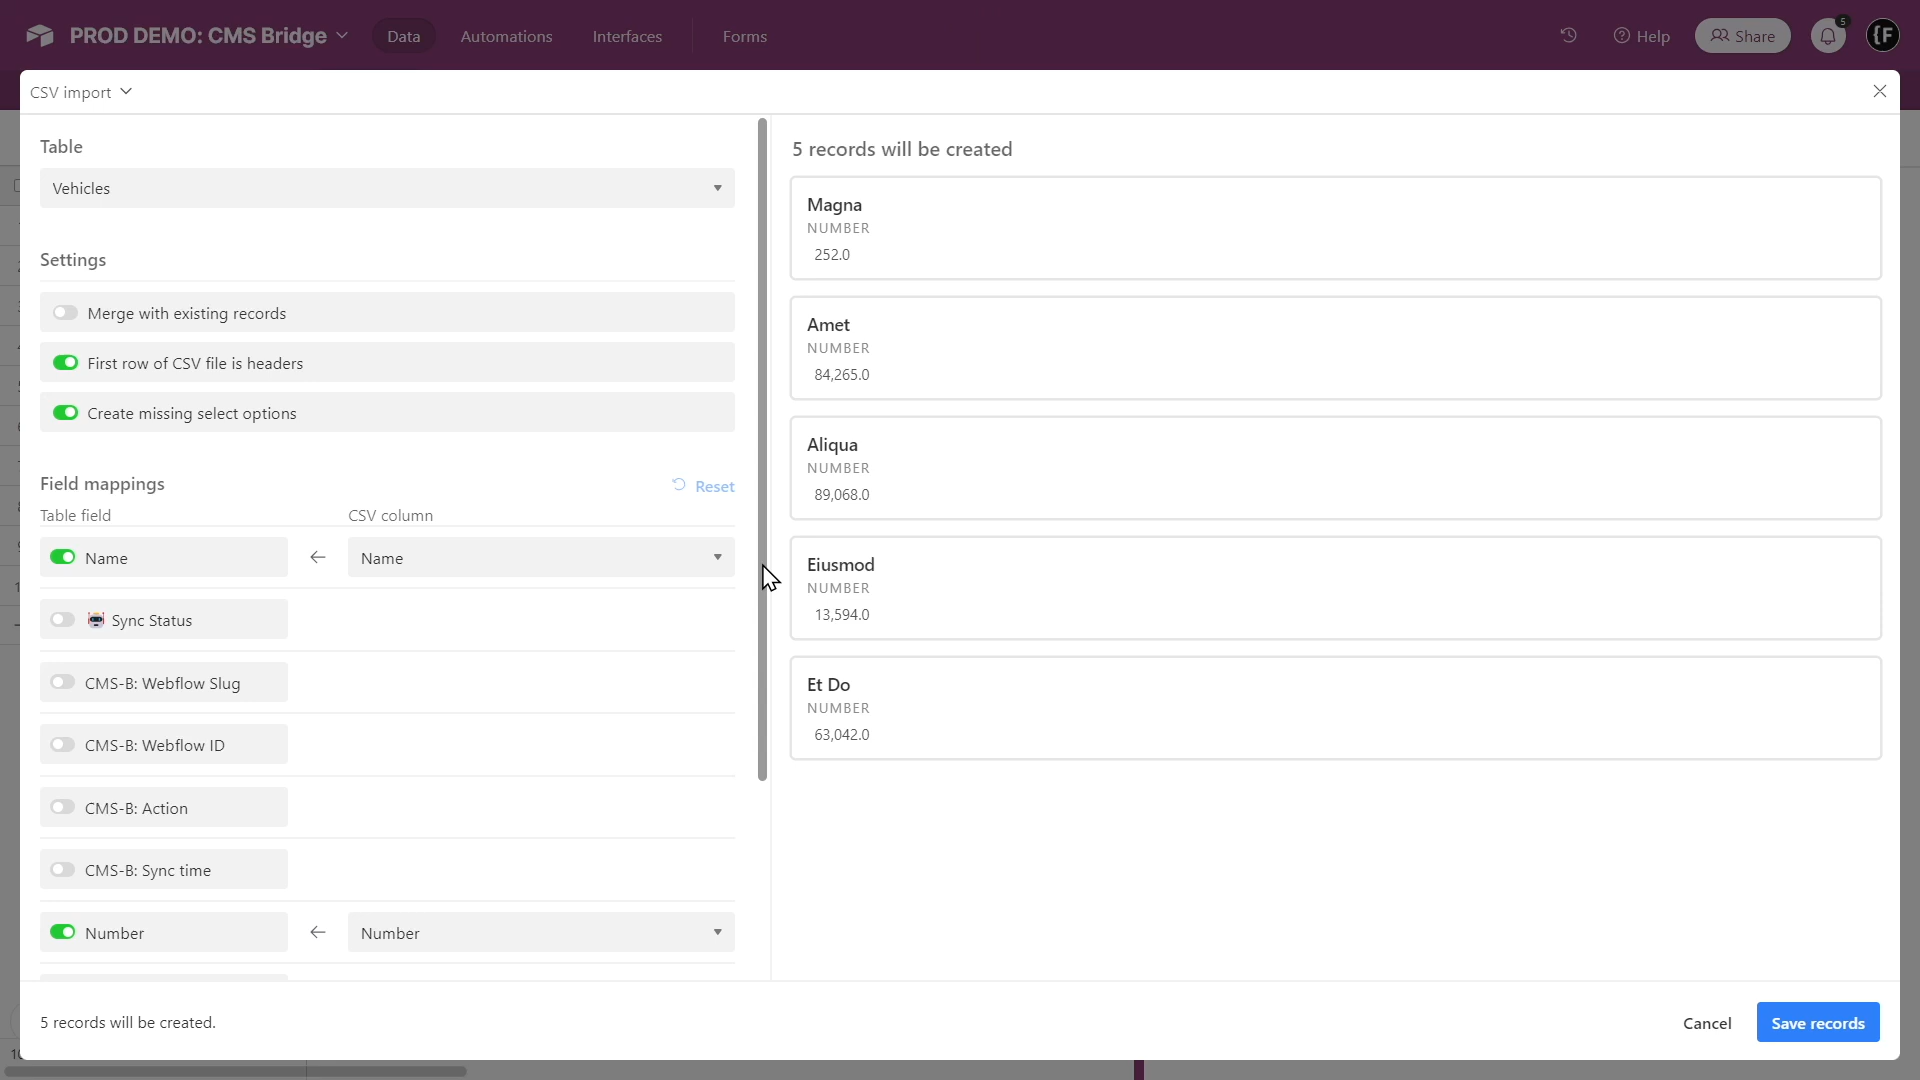 PROD DEMO: CMS Bridge
Data
Automations
Interfaces
Forms
Help
Share
5
{F
CSV import
Table
Vehicles
Settings
Merge with existing records
First row of CSV file is headers
Create missing select options
Field mappings
Reset
Table field
CSV column
Name
Name
Sync Status
CMS-B: Webflow Slug
CMS-B: Webflow ID
CMS-B: Action
CMS-B: Sync time
Number
Number
5 records will be created
Magna
NUMBER
252.0
Amet
NUMBER
84,265.0
Aliqua
NUMBER
89,068.0
Eiusmod
NUMBER
13,594.0
Et Do
NUMBER
63,042.0
5 records will be created.
Cancel
Save records